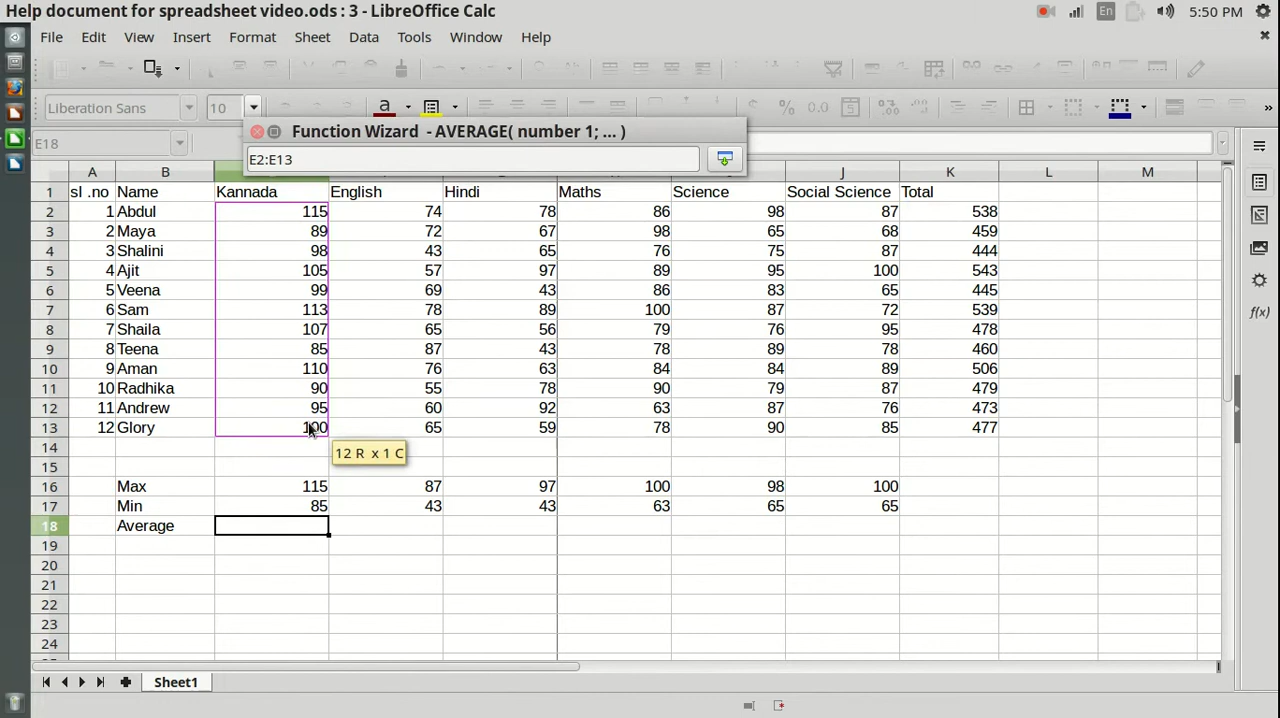 Help document for spreadsheet video.ods : 3 - LibreOffice Calc En 5:50 PM
File Edit View Insert Format Sheet Data Tools Window Help
Liberation Sans 10
Function Wizard - AVERAGE( number 1; ... )
E18
E2:E13
A B J K L M
1 sl .no Name Kannada English Hindi Maths Science Social Science Total
2 1 Abdul 115 74 78 86 98 87 538
3 2 Maya 89 72 67 98 65 68 459
4 3 Shalini 98 43 65 76 75 87 444
5 4 Ajit 105 57 97 89 95 100 543
6 5 Veena 99 69 43 86 83 65 445
7 6 Sam 113 78 89 100 87 72 539
8 7 Shaila 107 65 56 79 76 95 478
9 8 Teena 85 87 43 78 89 78 460
10 9 Aman 110 76 63 84 84 89 506
11 10 Radhika 90 55 78 90 79 87 479
12 11 Andrew 95 60 92 63 87 76 473
13 12 Glory 100 65 59 78 90 85 477
14 12 R x 1 C
15
16 Max 115 87 97 100 98 100
17 Min 85 43 43 63 65 65
18 Average
19
20
21
22
23
24
Sheet1